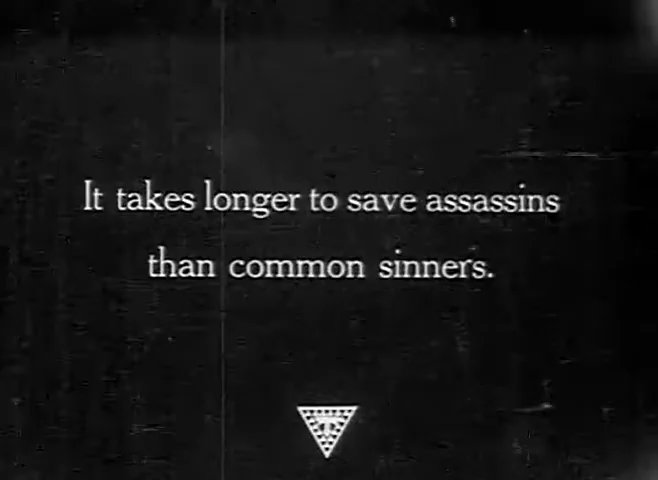 It takes longer to save assassins
than common sinners.